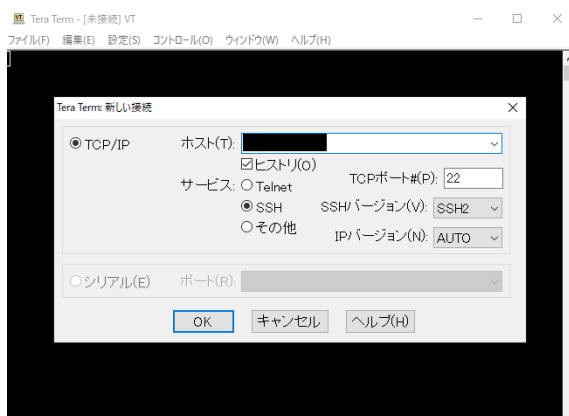 VT Tera Term - [未接続] VT
ファイル(F) 編集(E) 設定(S) コントロール(O) ウィンドウ(W) ヘルプ(H)
Tera Term: 新しい接続
TCP/IP ホスト(T):
ヒストリ(O)
サービス: Telnet TCPポート#(P): 22
SSH SSHバージョン(V): SSH2
その他 IPバージョン(N): AUTO
シリアル(E) ポート(R):
OK キャンセル ヘルプ(H)